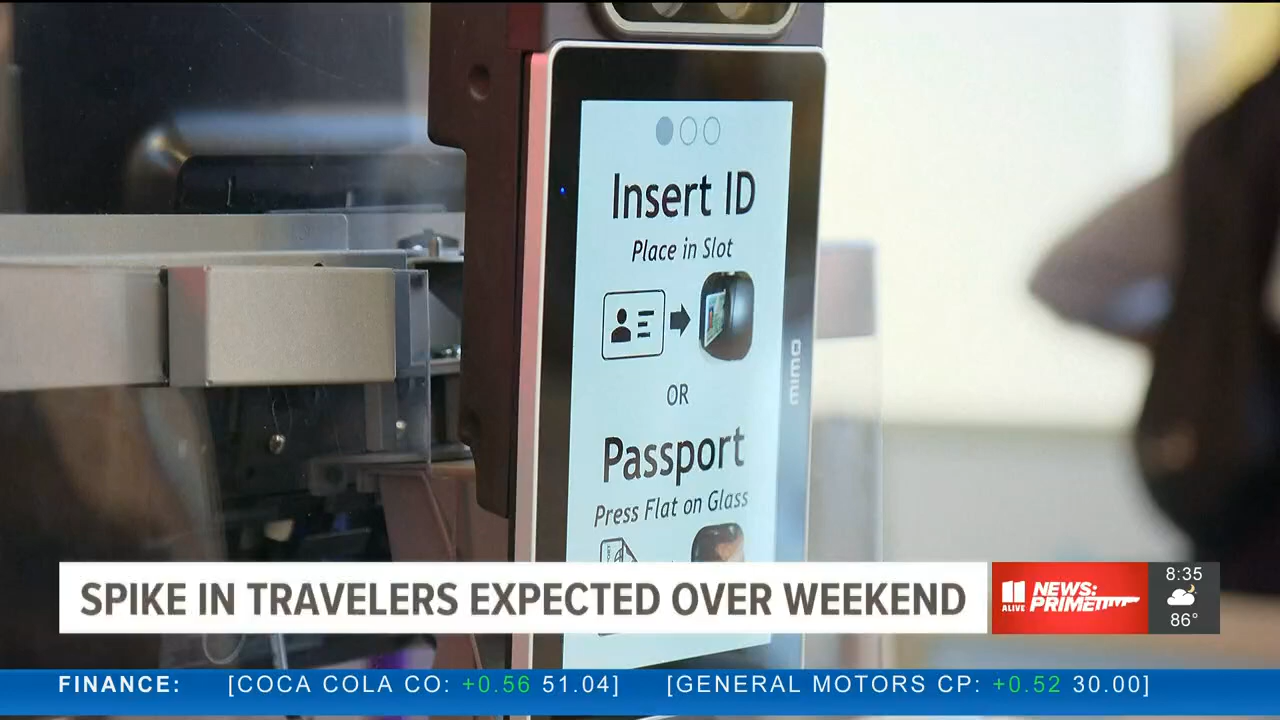 Insert ID
Place in Slot
OR
Passport
Press Flat on Glass
mimo
SPIKE IN TRAVELERS EXPECTED OVER WEEKEND
11 ALIVE
NEWS:
PRIME
8:35
86°
FINANCE: [COCA COLA CO: +0.56 51.04] [GENERAL MOTORS CP: +0.52 30.00]